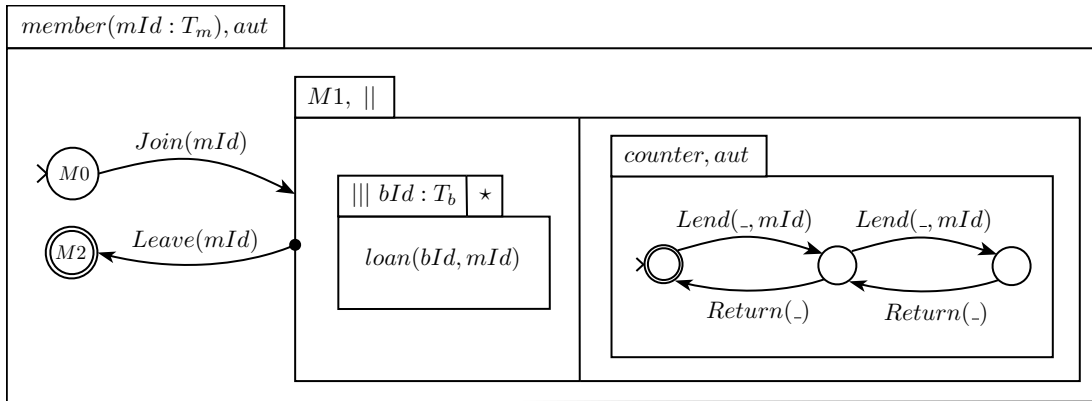 member(mId : Tₘ), aut
M1, ||
Join(mId)
M0
counter, aut
||| bId : T_b ⋆
Lend(_, mId) Lend(_, mId)
Leave(mId)
M2
loan(bId, mId)
Return(_) Return(_)